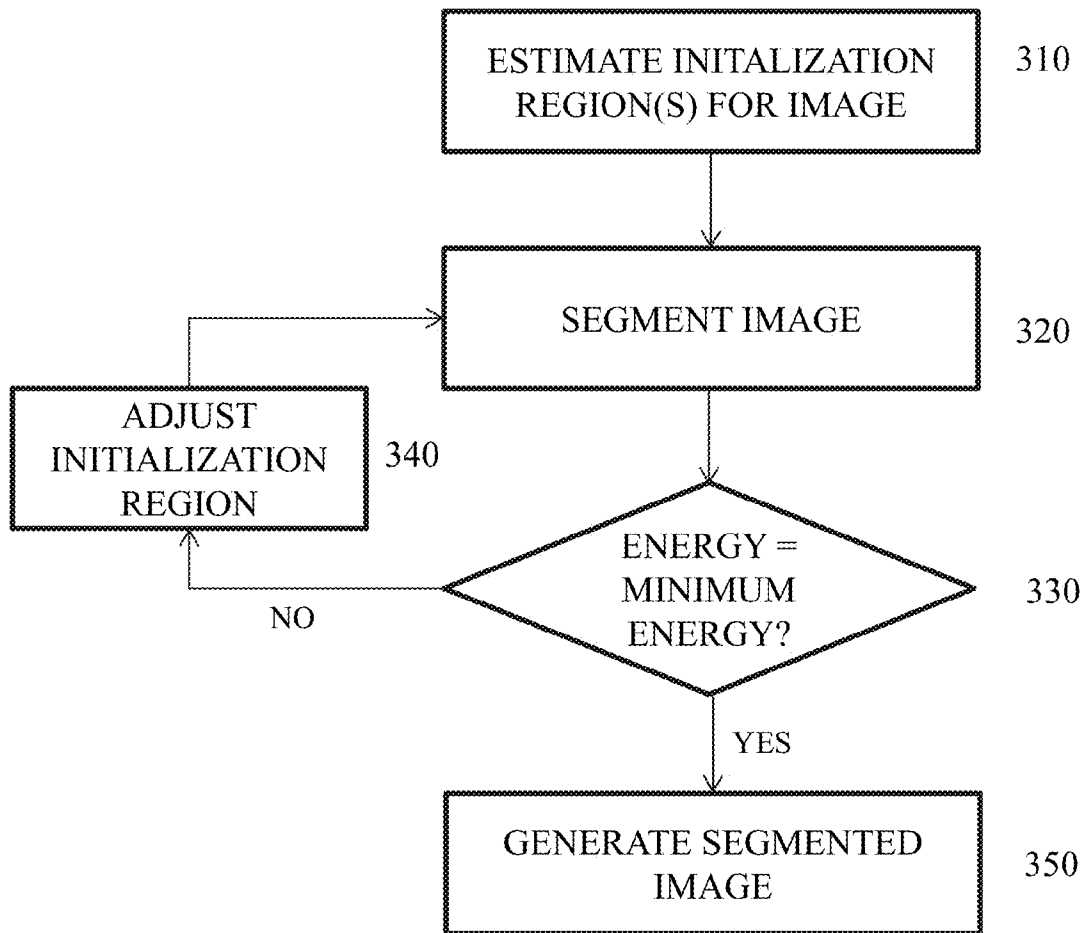 ESTIMATE INITALIZATION
REGION(S) FOR IMAGE
310
SEGMENT IMAGE
320
ADJUST
INITIALIZATION
REGION
340
ENERGY =
MINIMUM
ENERGY?
330
NO
YES
GENERATE SEGMENTED
IMAGE
350